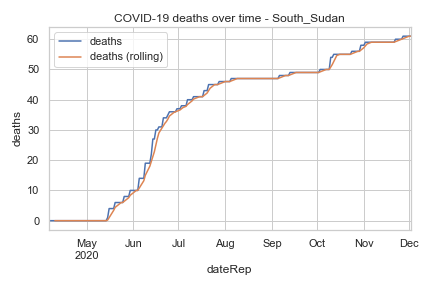 COVID-19 deaths over time - South_Sudan
deaths
deaths (rolling)
60
50
40
30
20
10
0
deaths
May Jun Jul Aug Sep Oct Nov Dec
2020
dateRep